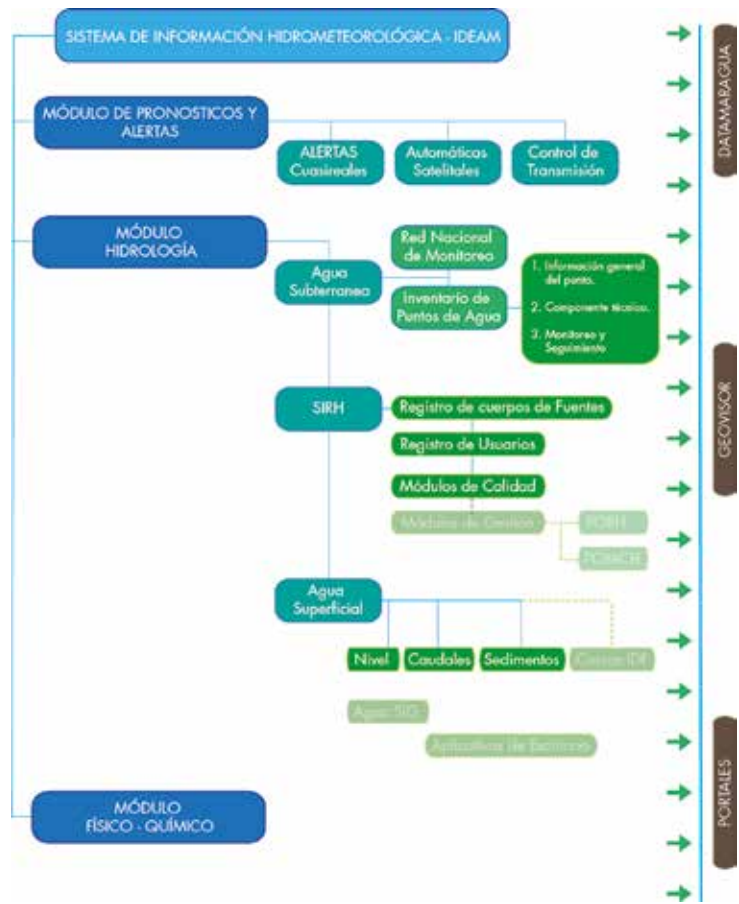 SISTEMA DE INFORMACIÓN HIDROMETEOROLÓGICA - IDEAM
MÓDULO DE PRONOSTICOS Y
ALERTAS
ALERTAS
Cuasireales
Automáticas
Satelitales
Control de
Transmisión
MÓDULO
HIDROLOGÍA
Agua
Subterranea
Red Nacional
de Monitoreo
Inventario de
Puntos de Agua
1. Información general
del punto.
2. Componente técnico.
3. Monitoreo y
Seguimiento
SIRH
Registro de cuerpos de Fuentes
Registro de Usuarios
Módulos de Calidad
Módulos de Gestión
PORH
POMCH
Agua
Superficial
Nivel
Caudales
Sedimentos
Curvas IDF
Agua SIG
Aplicativos de Escritorio
MÓDULO
FÍSICO - QUÍMICO
DATAMARAGUA
GEOVISOR
PORTALES